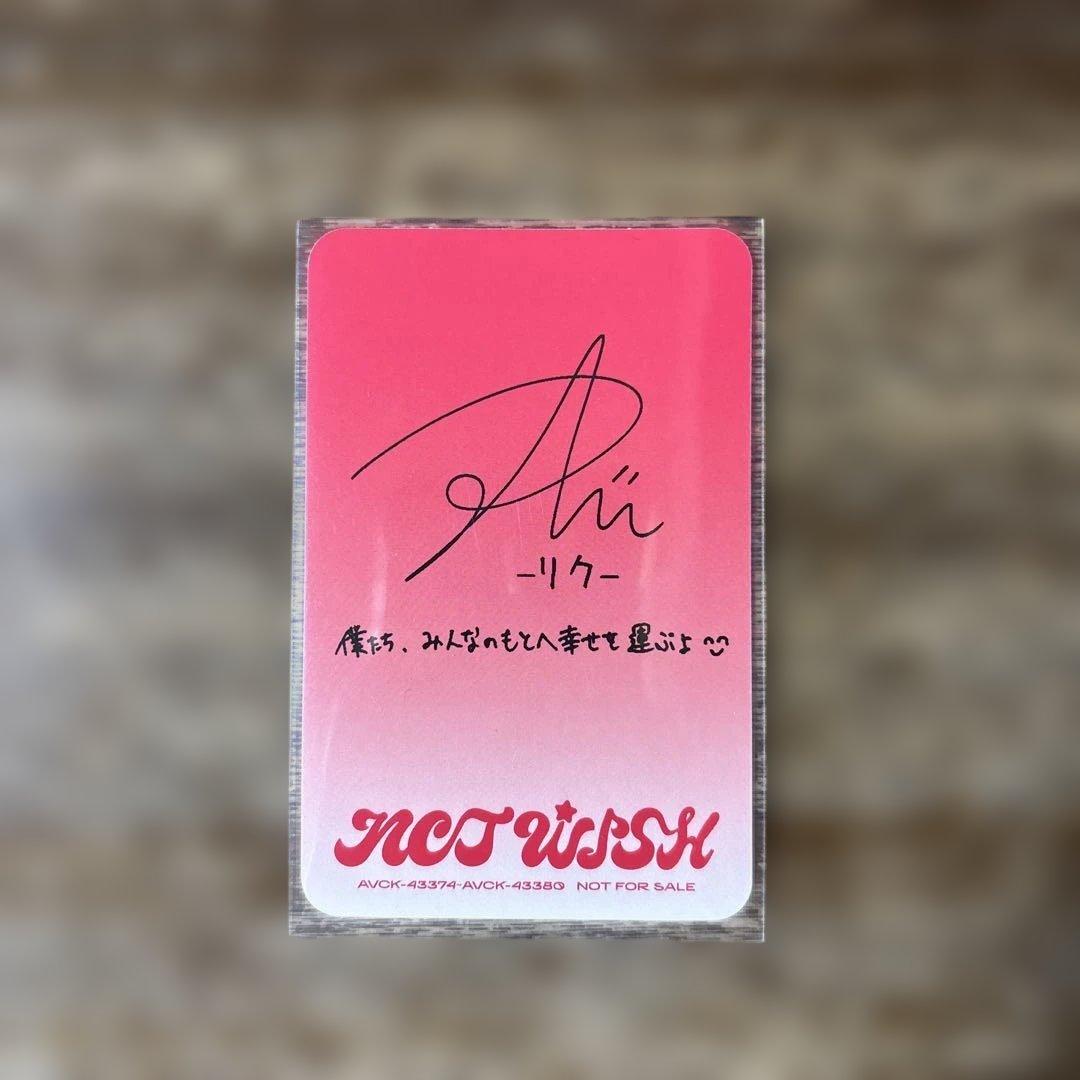 -リク-
僕たち、みんなのもとへ幸せを運ぶよ
NCT WISH
AVCK-43374~AVCK-43380 NOT FOR SALE